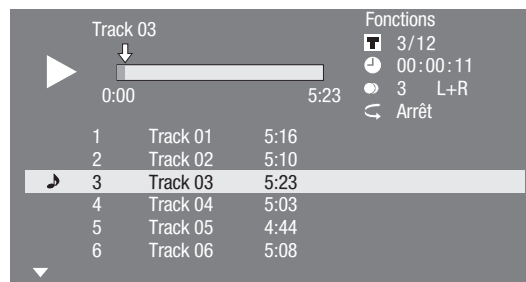 Track 03
0:00 5:23
Fonctions
T 3/12
00:00:11
3 L+R
Arrêt
1 Track 01 5:16
2 Track 02 5:10
3 Track 03 5:23
4 Track 04 5:03
5 Track 05 4:44
6 Track 06 5:08